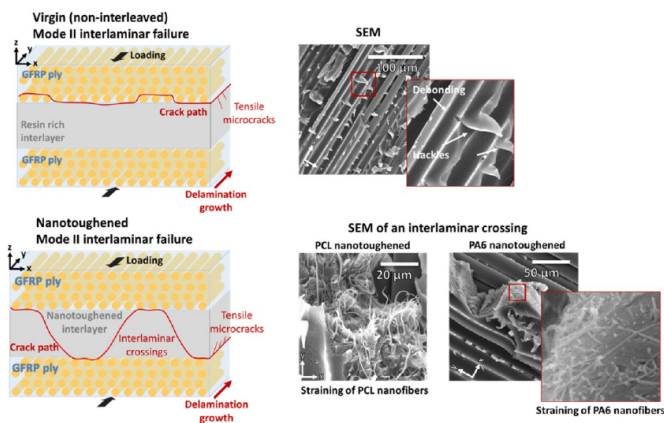 Virgin (non-interleaved)
Mode II interlaminar failure
z
y
x
GFRP ply
Loading
Crack path
Tensile
microcracks
Resin rich
interlayer
GFRP ply
Delamination
growth
SEM
100 μm
Debonding
Hackles
Nanotoughened
Mode II interlaminar failure
z
y
x
GFRP ply
Loading
Nanotoughened
interlayer
Tensile
microcracks
Crack path
Interlaminar
crossings
GFRP ply
Delamination
growth
SEM of an interlaminar crossing
PCL nanotoughened
20 μm
Straining of PCL nanofibers
PA6 nanotoughened
50 μm
Straining of PA6 nanofibers